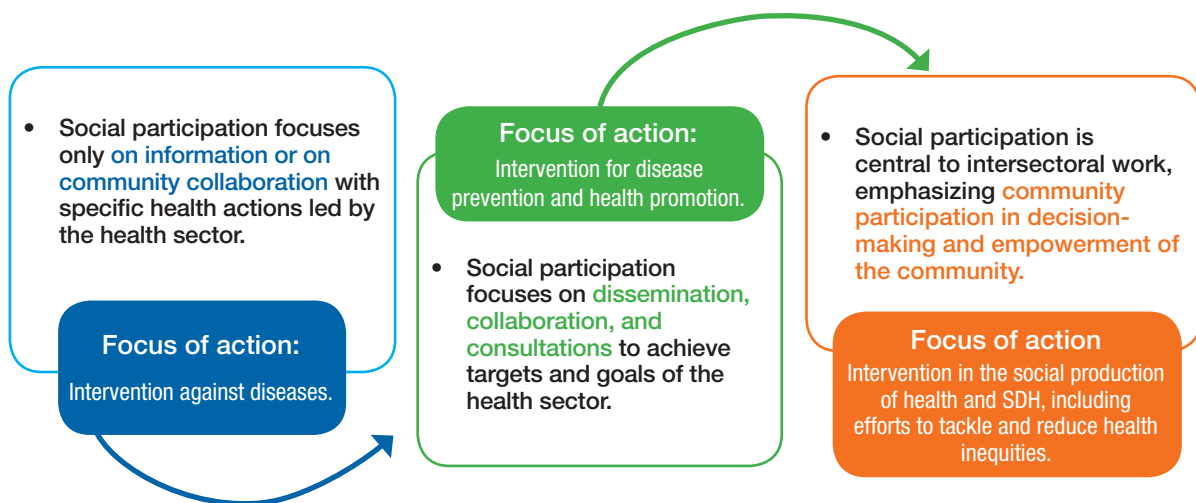 • Social participation focuses
only on information or on
community collaboration with
specific health actions led by
the health sector.
Focus of action:
Intervention against diseases.
Focus of action:
Intervention for disease
prevention and health promotion.
• Social participation
focuses on dissemination,
collaboration, and
consultations to achieve
targets and goals of the
health sector.
• Social participation is
central to intersectoral work,
emphasizing community
participation in decision-
making and empowerment of
the community.
Focus of action
Intervention in the social production
of health and SDH, including
efforts to tackle and reduce health
inequities.